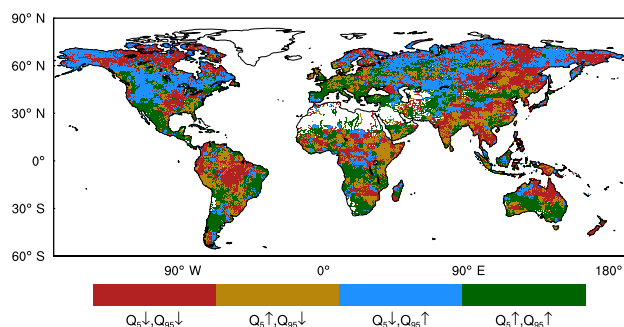 90° N
60° N
30° N
0°
30° S
60° S
90° W 0° 90° E 180°
Q₅↓,Q₉₅↓ Q₅↑,Q₉₅↓ Q₅↓,Q₉₅↑ Q₅↑,Q₉₅↑